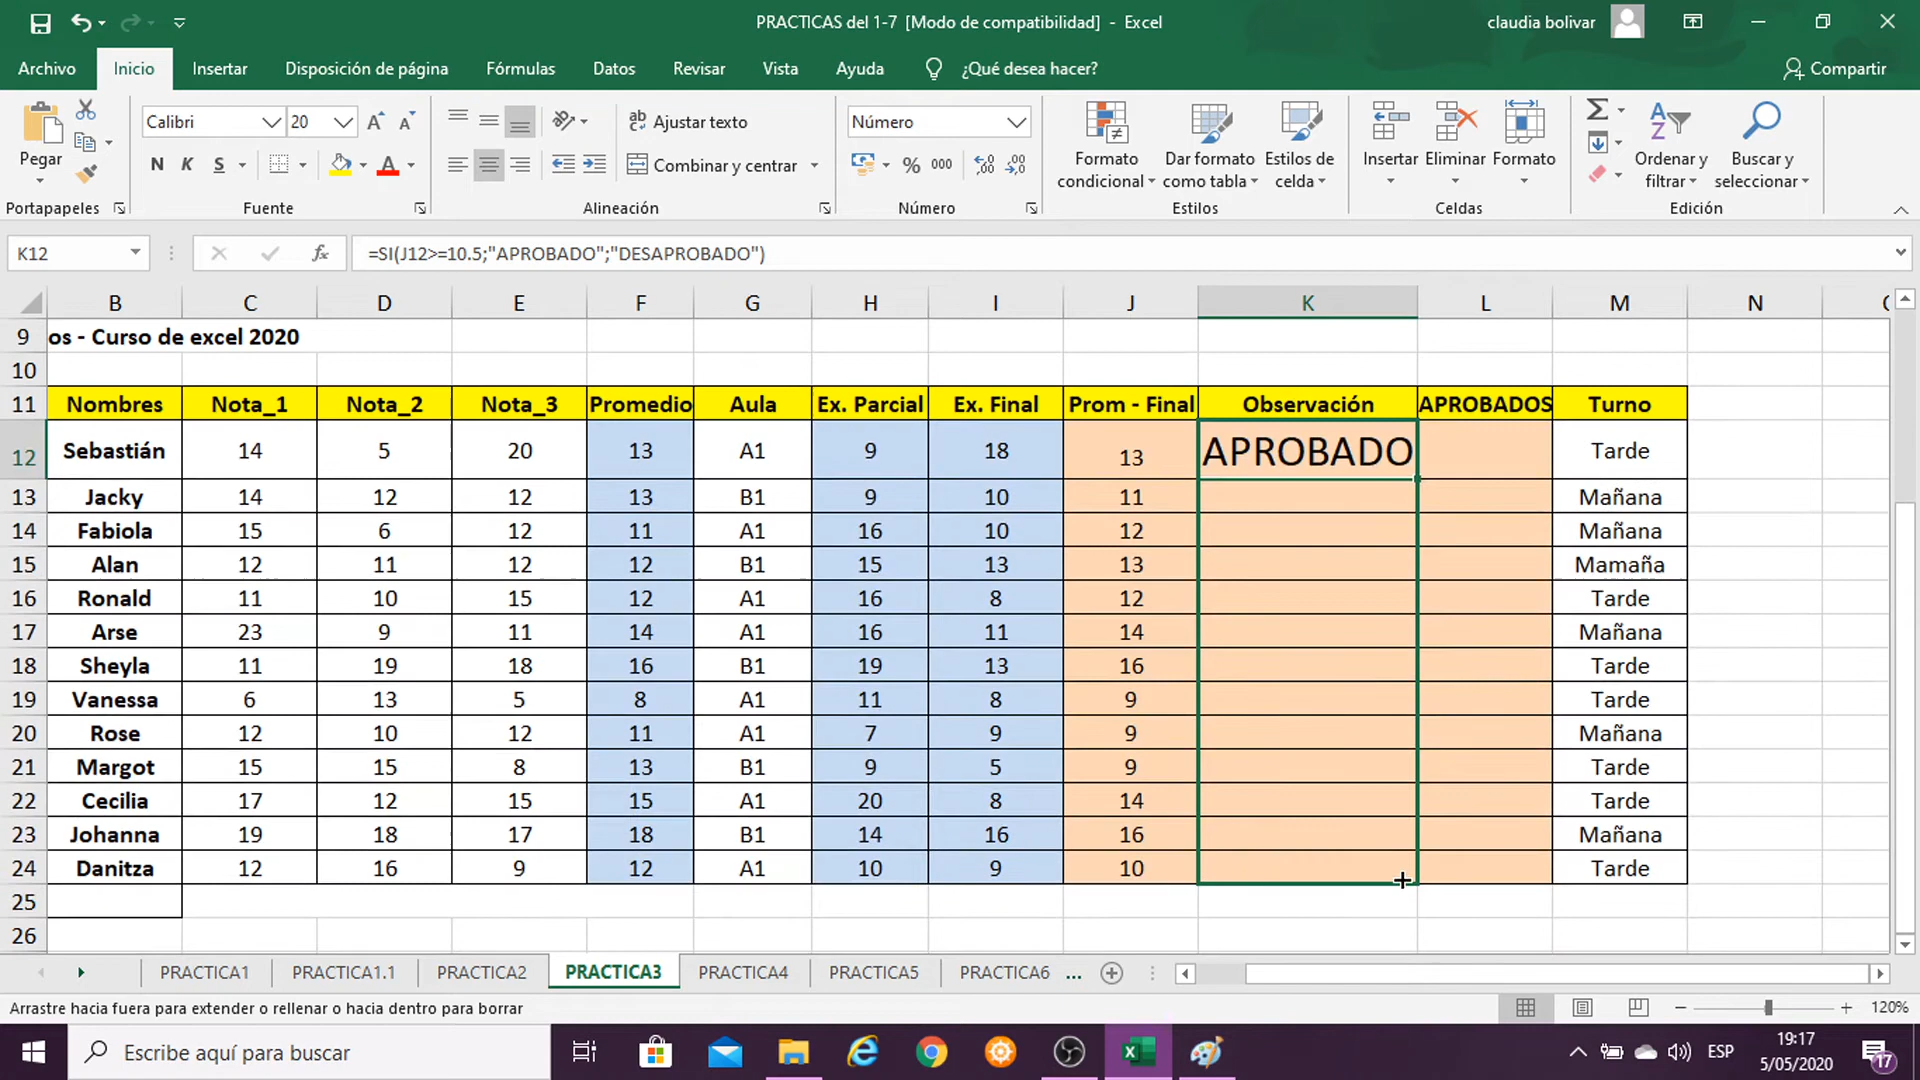 PRACTICAS del 1-7 [Modo de compatibilidad] - Excel
claudia bolivar
Archivo Inicio Insertar Disposición de página Fórmulas Datos Revisar Vista Ayuda ¿Qué desea hacer? Compartir
Pegar
Portapapeles
Calibri 20
N K S
Fuente
Ajustar texto
Combinar y centrar
Alineación
Número
% 000
Número
Formato condicional
Dar formato como tabla
Estilos de celda
Estilos
Insertar Eliminar Formato
Celdas
Ordenar y filtrar
Buscar y seleccionar
Edición
K12 fx =SI(J12>=10.5;"APROBADO";"DESAPROBADO")
B C D E F G H I J K L M N
9 os - Curso de excel 2020
10
11 Nombres Nota_1 Nota_2 Nota_3 Promedio Aula Ex. Parcial Ex. Final Prom - Final Observación APROBADOS Turno
12 Sebastián 14 5 20 13 A1 9 18 13 APROBADO Tarde
13 Jacky 14 12 12 13 B1 9 10 11 Mañana
14 Fabiola 15 6 12 11 A1 16 10 12 Mañana
15 Alan 12 11 12 12 B1 15 13 13 Mamaña
16 Ronald 11 10 15 12 A1 16 8 12 Tarde
17 Arse 23 9 11 14 A1 16 11 14 Mañana
18 Sheyla 11 19 18 16 B1 19 13 16 Tarde
19 Vanessa 6 13 5 8 A1 11 8 9 Tarde
20 Rose 12 10 12 11 A1 7 9 9 Mañana
21 Margot 15 15 8 13 B1 9 5 9 Tarde
22 Cecilia 17 12 15 15 A1 20 8 14 Tarde
23 Johanna 19 18 17 18 B1 14 16 16 Mañana
24 Danitza 12 16 9 12 A1 10 9 10 Tarde
25
26
PRACTICA1 PRACTICA1.1 PRACTICA2 PRACTICA3 PRACTICA4 PRACTICA5 PRACTICA6 ...
Arrastre hacia fuera para extender o rellenar o hacia dentro para borrar
120%
Escribe aquí para buscar
ESP
19:17
5/05/2020
17